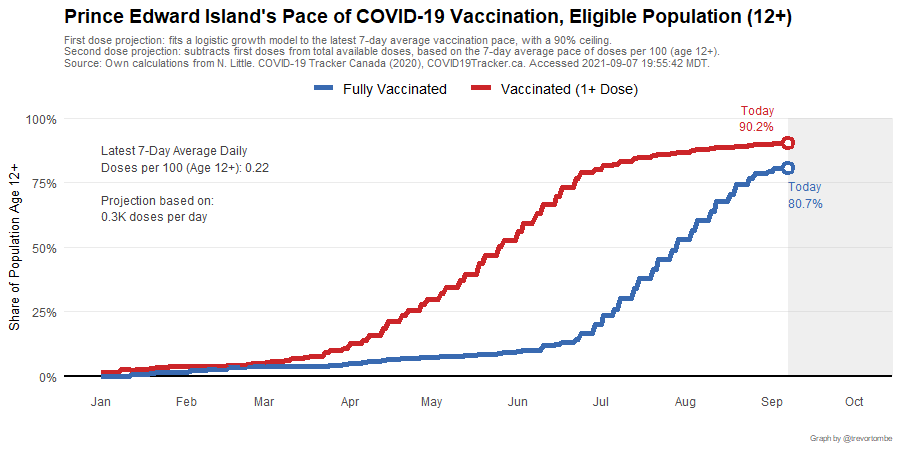 Prince Edward Island's Pace of COVID-19 Vaccination, Eligible Population (12+)
First dose projection: fits a logistic growth model to the latest 7-day average vaccination pace, with a 90% ceiling.
Second dose projection: subtracts first doses from total available doses, based on the 7-day average pace of doses per 100 (age 12+).
Source: Own calculations from N. Little. COVID-19 Tracker Canada (2020), COVID19Tracker.ca. Accessed 2021-09-07 19:55:42 MDT.
Fully Vaccinated
Vaccinated (1+ Dose)
Today
90.2%
Latest 7-Day Average Daily
Doses per 100 (Age 12+): 0.22
Projection based on:
0.3K doses per day
Today
80.7%
Share of Population Age 12+
100%
75%
50%
25%
0%
Jan Feb Mar Apr May Jun Jul Aug Sep Oct
Graph by @trevortombe